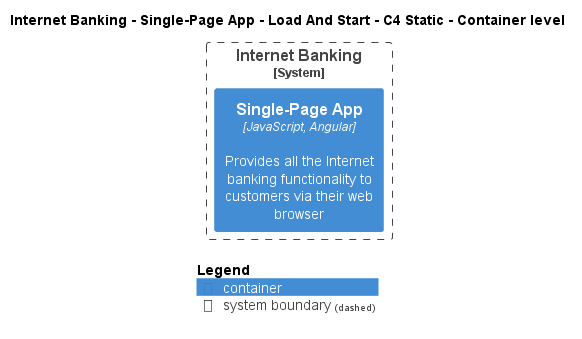 Internet Banking - Single-Page App - Load And Start - C4 Static - Container level
Internet Banking
[System]
Single-Page App
[JavaScript, Angular]
Provides all the Internet
banking functionality to
customers via their web
browser
Legend
container
system boundary (dashed)